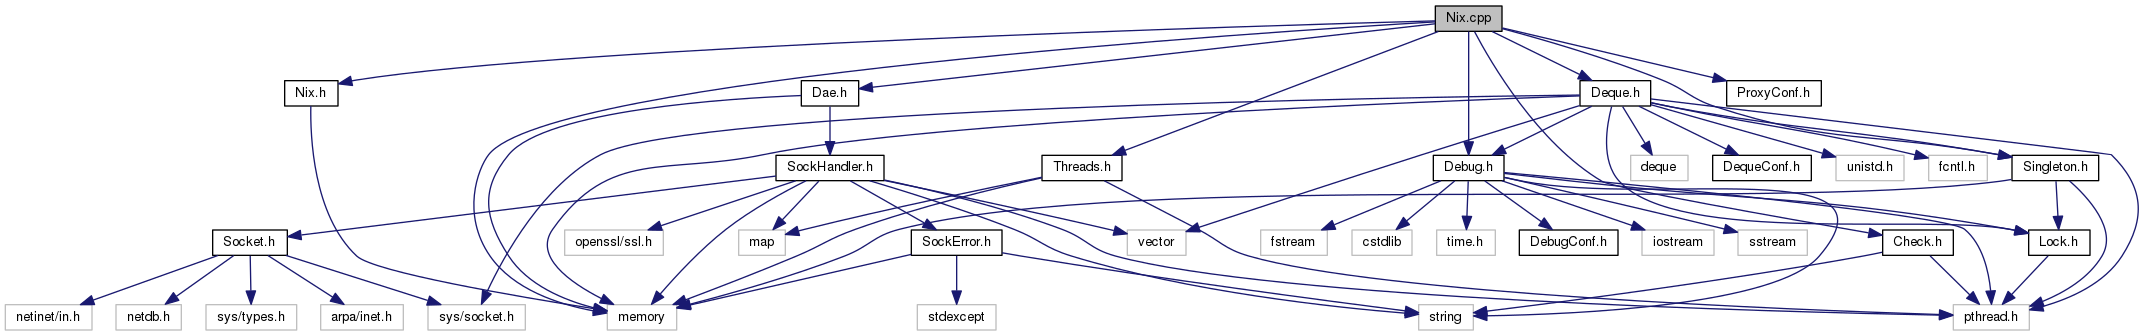 Nix.cpp
Nix.h
Dae.h
Deque.h
ProxyConf.h
SockHandler.h
Threads.h
Debug.h
deque
DequeConf.h
unistd.h
fcntl.h
Singleton.h
Socket.h
openssl/ssl.h
map
SockError.h
vector
fstream
cstdlib
time.h
DebugConf.h
iostream
sstream
Check.h
Lock.h
netinet/in.h
netdb.h
sys/types.h
arpa/inet.h
sys/socket.h
memory
stdexcept
string
pthread.h